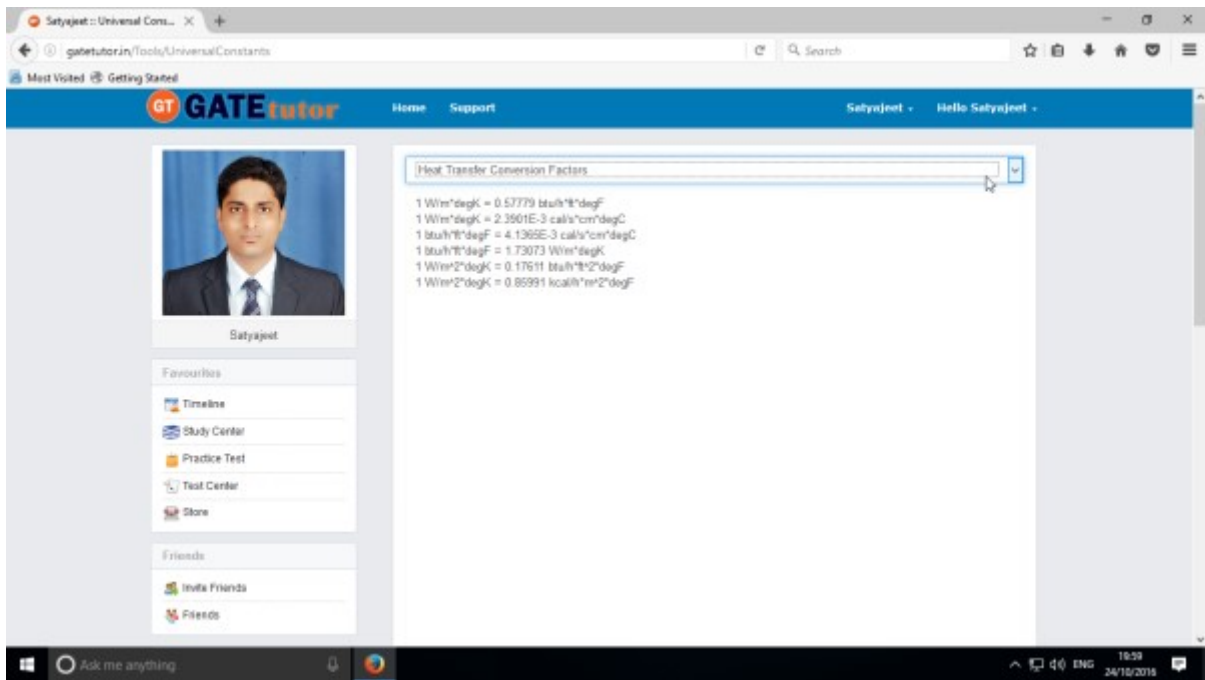 Satyajeet :: Universal Cons...
gatetutor.in/Tools/UniversalConstants
Search
Most Visited
Getting Started
GT GATEtutor
Home
Support
Satyajeet
Hello Satyajeet
Heat Transfer Conversion Factors
1 W/m*degK = 0.57779 btu/h*ft*degF
1 W/m*degK = 2.3901E-3 cal/s*cm*degC
1 btu/h*ft*degF = 4.1365E-3 cal/s*cm*degC
1 btu/h*ft*degF = 1.73073 W/m*degK
1 W/m^2*degK = 0.17611 btu/h*ft^2*degF
1 W/m^2*degK = 0.85991 kcal/h*m^2*degF
Satyajeet
Favourites
Timeline
Study Center
Practice Test
Test Center
Store
Friends
Invite Friends
Friends
Ask me anything
ENG
19:59
24/10/2016